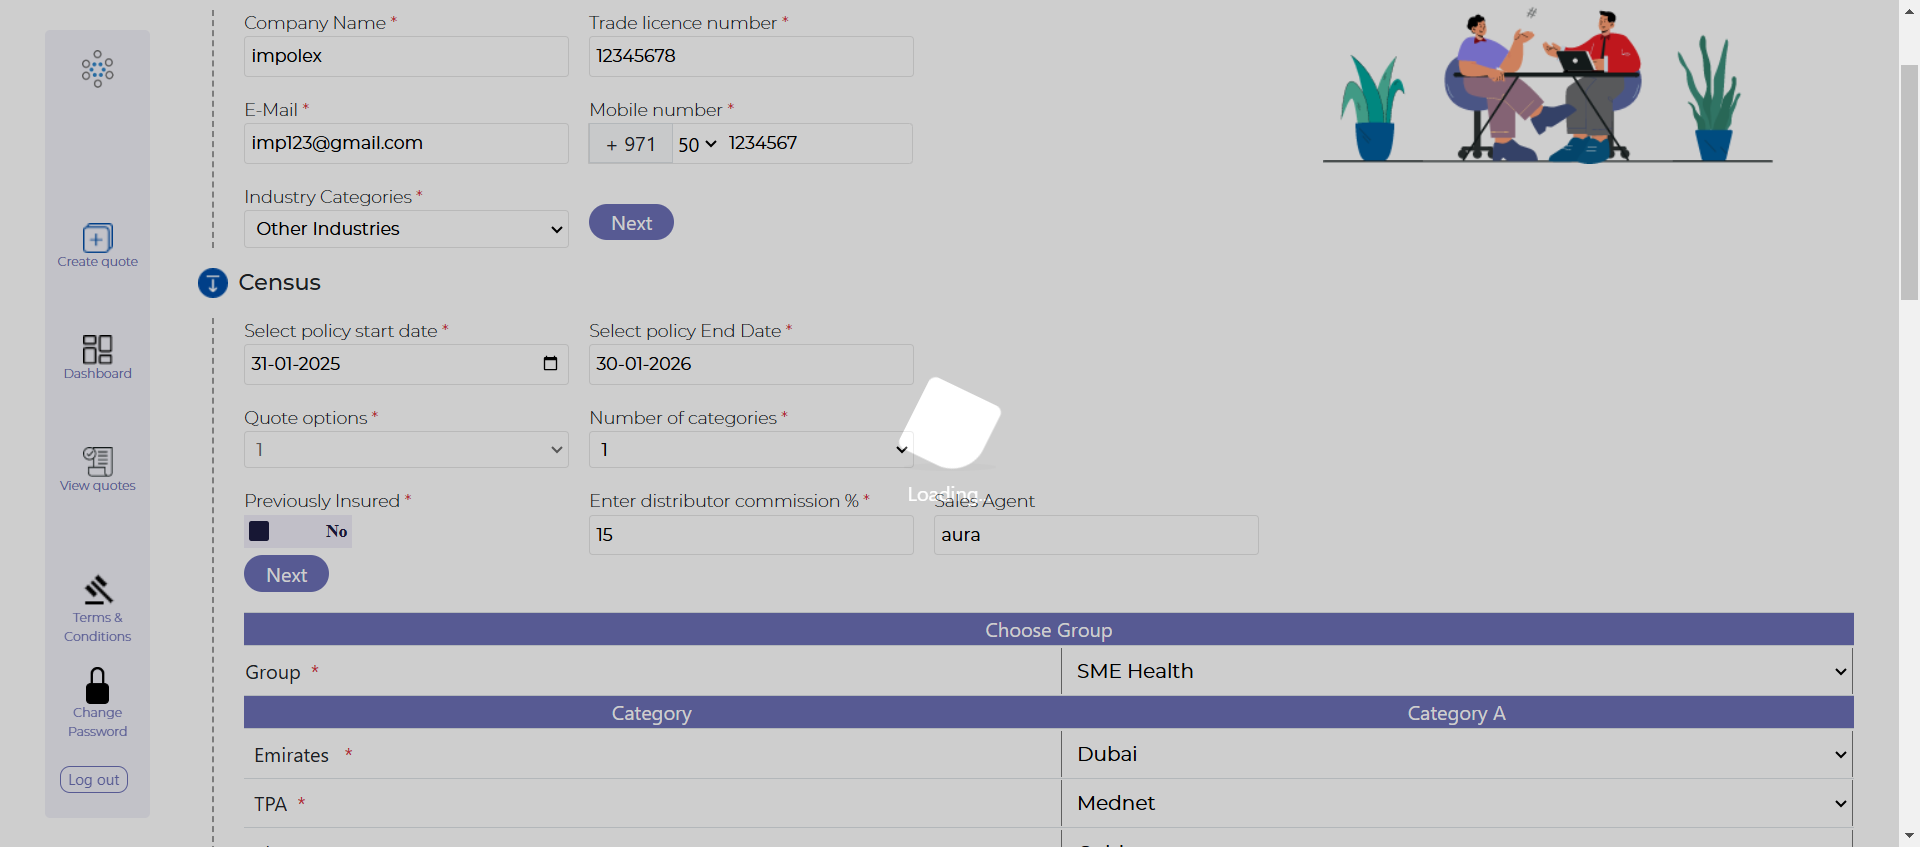 Company Name *
Trade licence number *
impolex
12345678
E-Mail *
Mobile number *
imp123@gmail.com
+ 971
50
1234567
Industry Categories *
Other Industries
Next
Create quote
Census
Select policy start date *
Select policy End Date *
31-01-2025
30-01-2026
Dashboard
Quote options *
Number of categories *
1
1
View quotes
Previously Insured *
Enter distributor commission % *
Sales Agent
Loading..
No
15
aura
Next
Terms &
Conditions
Choose Group
Group *
SME Health
Change
Password
Category
Category A
Emirates *
Dubai
Log out
TPA *
Mednet